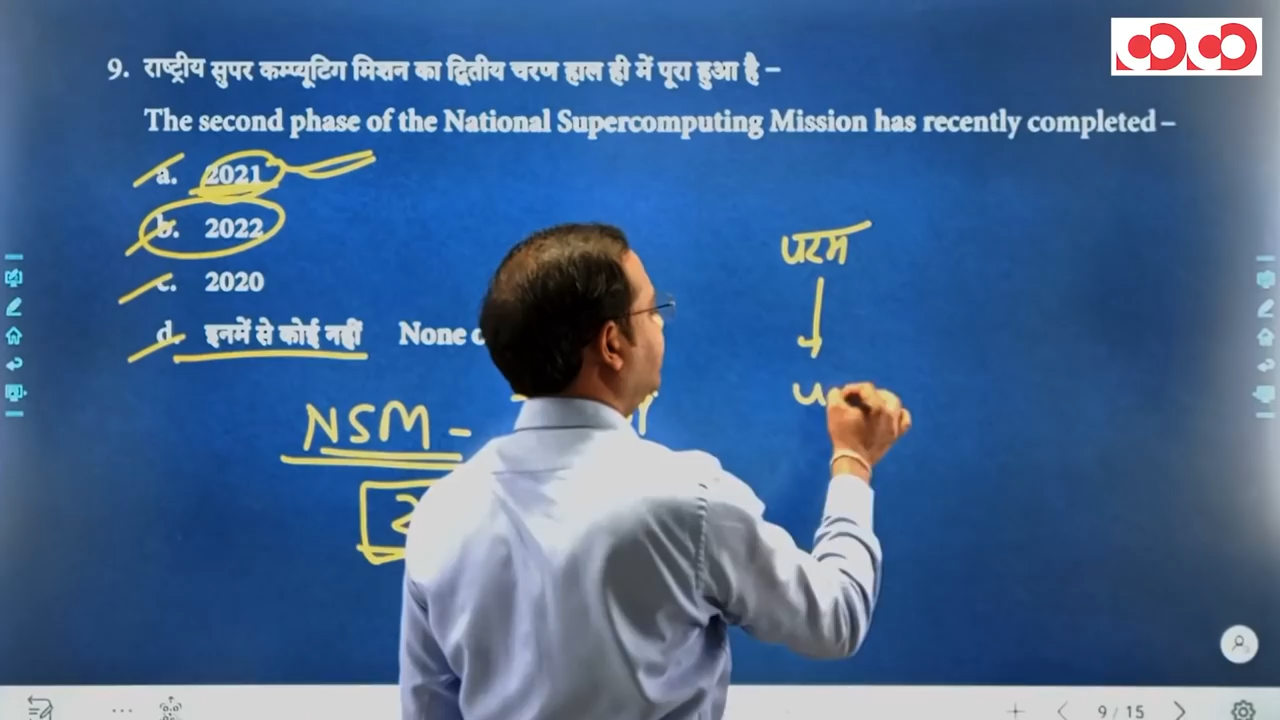 9. राष्ट्रीय सुपर कम्प्यूटिंग मिशन का द्वितीय चरण हाल ही में पूरा हुआ है –
The second phase of the National Supercomputing Mission has recently completed –
a. 2021
b. 2022
c. 2020
d. इनमें से कोई नहीं None
परम
NSM -
9 / 15